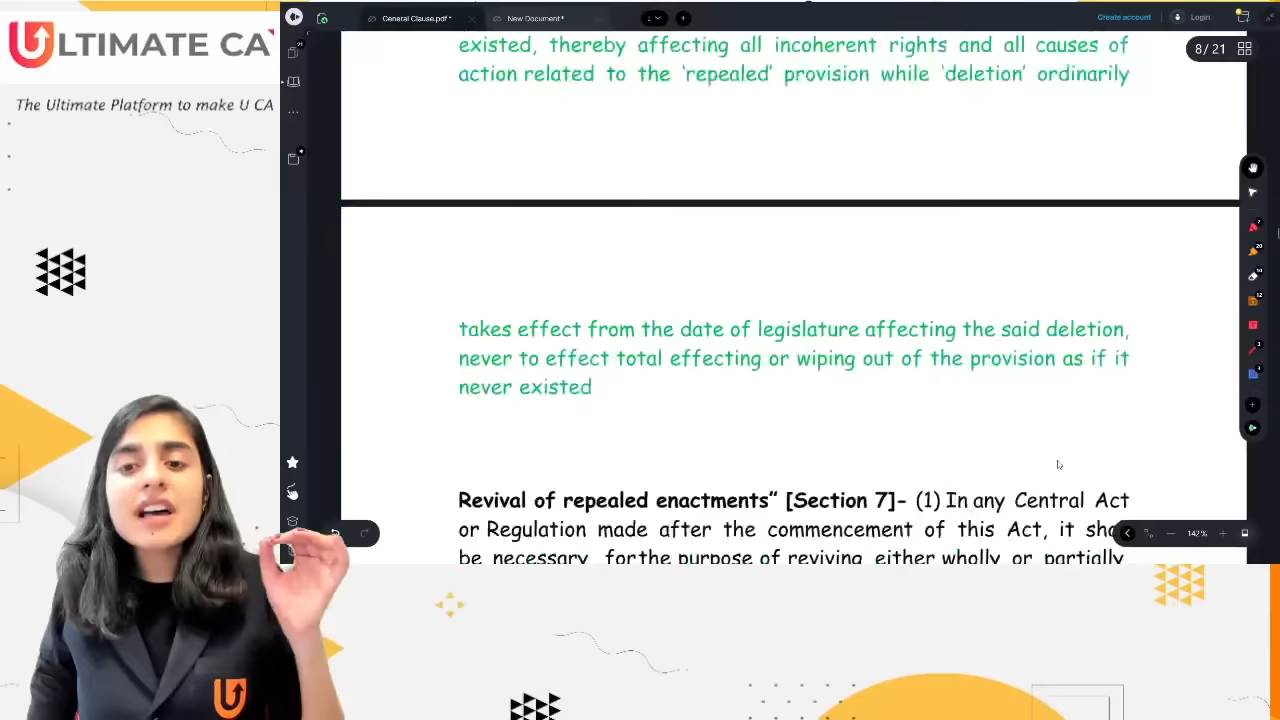 ULTIMATE CA
The Ultimate Platform to make U CA
General Clause.pdf *
New Document*
Create account
Login
8 / 21
existed, thereby affecting all incoherent rights and all causes of
action related to the 'repealed' provision while 'deletion' ordinarily
takes effect from the date of legislature affecting the said deletion,
never to effect total effecting or wiping out of the provision as if it
never existed
Revival of repealed enactments" [Section 7]- (1) In any Central Act
or Regulation made after the commencement of this Act, it sha
be necessary forthe purpose of reviving either wholly or partially
142%